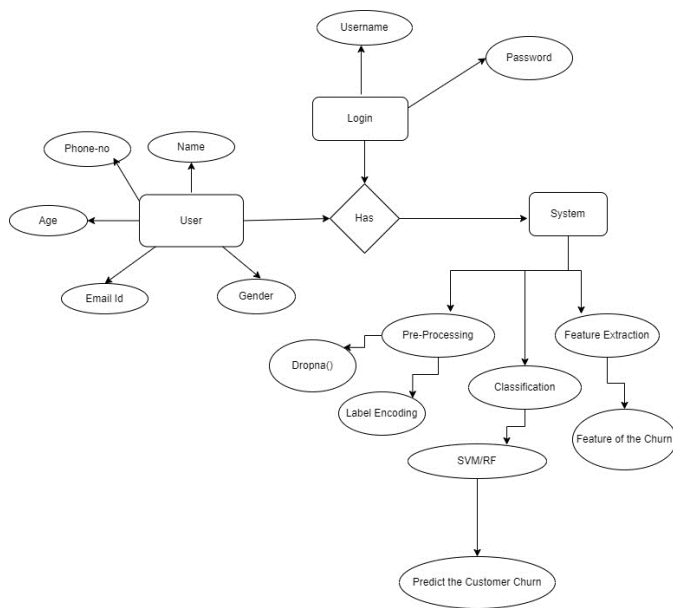 Username
Password
Login
Phone-no
Name
Age
User
Has
System
Email Id
Gender
Pre-Processing
Feature Extraction
Dropna()
Classification
Label Encoding
Feature of the Churn
SVM/RF
Predict the Customer Churn